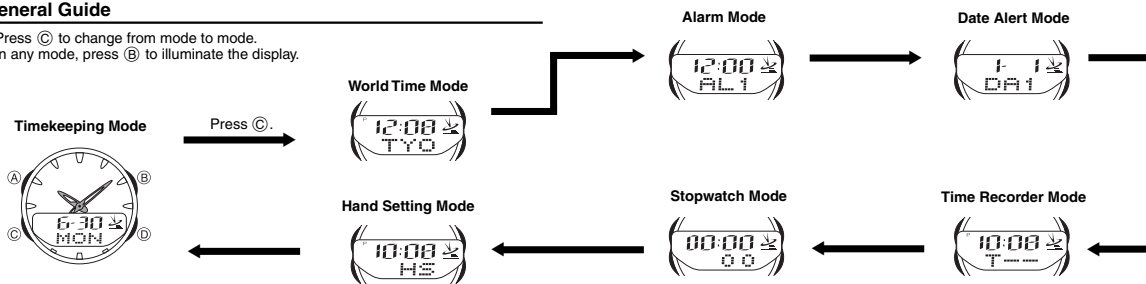 eneral Guide
Press Ⓒ to change from mode to mode.
n any mode, press Ⓑ to illuminate the display.
Timekeeping Mode
Press Ⓒ.
World Time Mode
Alarm Mode
Date Alert Mode
P 12:08
TYO
12:00
AL1
1- 1
DA1
Ⓐ
Ⓑ
Ⓒ
Ⓓ
6-30
MON
Hand Setting Mode
Stopwatch Mode
Time Recorder Mode
P 10:08
HS
00:00
00
P 10:08
T---